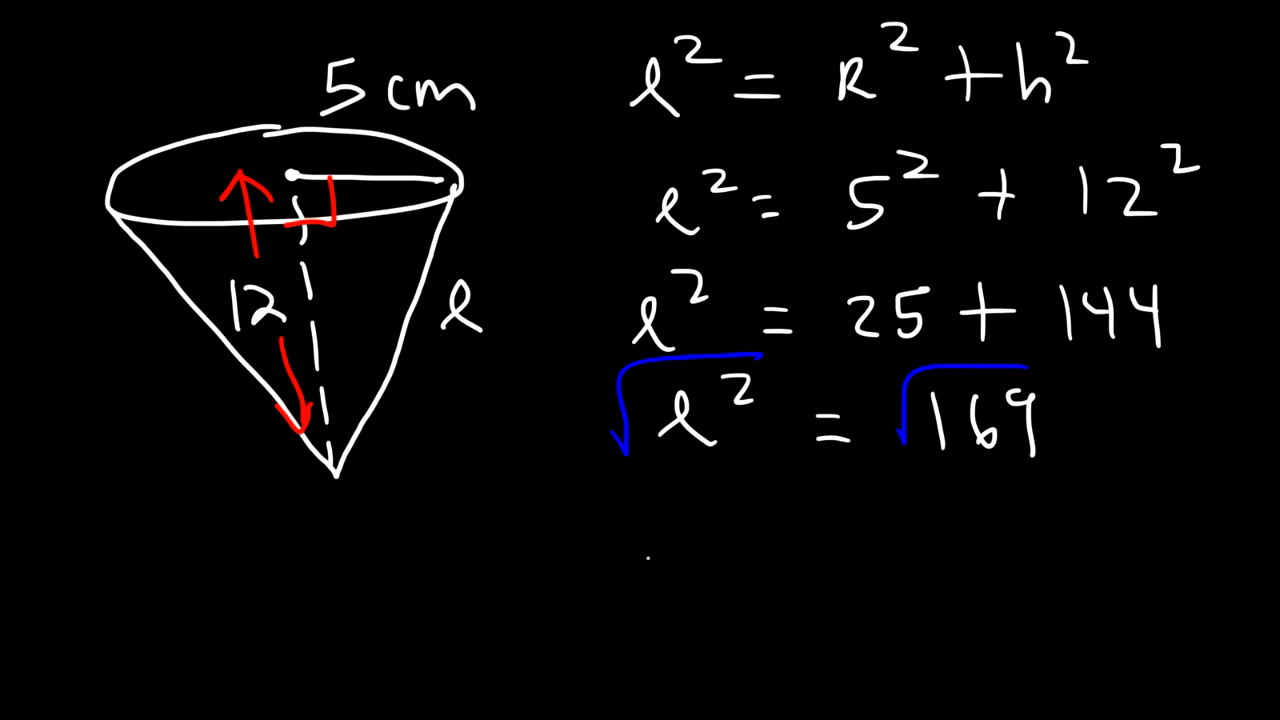 5 cm
12
l
l² = R² + h²
l² = 5² + 12²
l² = 25 + 144
√l² = √169